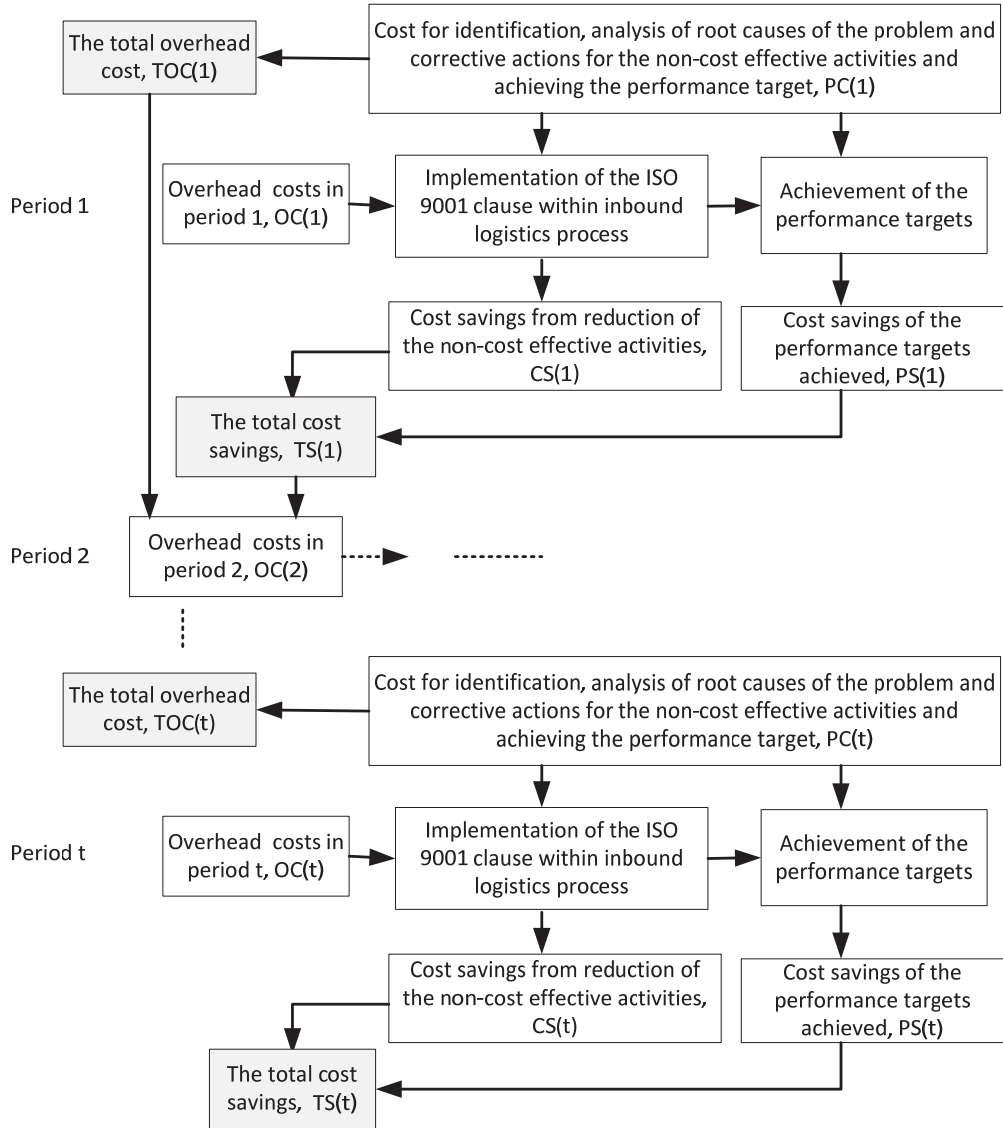 The total overhead
cost, TOC(1)
Cost for identification, analysis of root causes of the problem and
corrective actions for the non-cost effective activities and
achieving the performance target, PC(1)
Period 1
Overhead costs in
period 1, OC(1)
Implementation of the ISO
9001 clause within inbound
logistics process
Achievement of the
performance targets
Cost savings from reduction of
the non-cost effective activities,
CS(1)
Cost savings of the
performance targets
achieved, PS(1)
The total cost
savings, TS(1)
Period 2
Overhead costs in
period 2, OC(2)
The total overhead
cost, TOC(t)
Cost for identification, analysis of root causes of the problem and
corrective actions for the non-cost effective activities and
achieving the performance target, PC(t)
Period t
Overhead costs in
period t, OC(t)
Implementation of the ISO
9001 clause within inbound
logistics process
Achievement of the
performance targets
Cost savings from reduction of
the non-cost effective activities,
CS(t)
Cost savings of the
performance targets
achieved, PS(t)
The total cost
savings, TS(t)